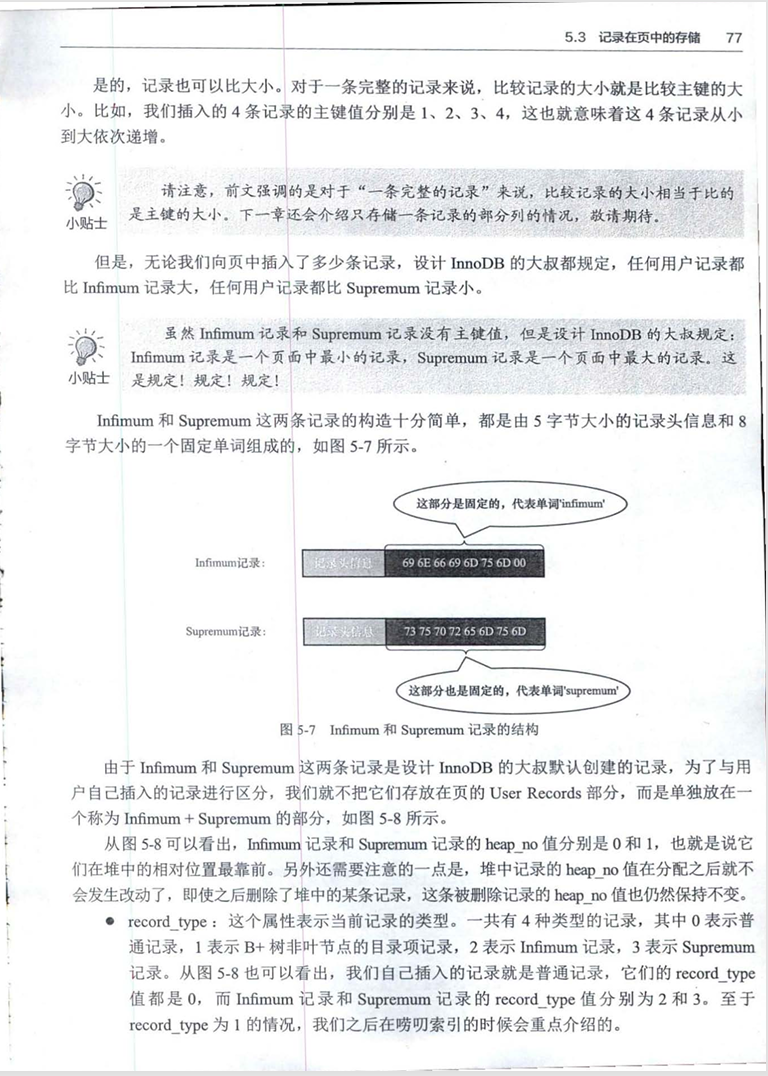 5.3 记录在页中的存储 77
是的，记录也可以比大小。对于一条完整的记录来说，比较记录的大小就是比较主键的大
小。比如，我们插入的 4 条记录的主键值分别是 1、2、3、4，这也就意味着这 4 条记录从小
到大依次递增。
请注意，前文强调的是对于“一条完整的记录”来说，比较记录的大小相当于比的
是主键的大小。下一章还会介绍只存储一条记录的部分列的情况，敬请期待。
小贴士
但是，无论我们向页中插入了多少条记录，设计 InnoDB 的大叔都规定，任何用户记录都
比 Infimum 记录大，任何用户记录都比 Supremum 记录小。
虽然 Infimum 记录和 Supremum 记录没有主键值，但是设计 InnoDB 的大叔规定：
Infimum 记录是一个页面中最小的记录，Supremum 记录是一个页面中最大的记录。这
是规定！规定！规定！
小贴士
Infimum 和 Supremum 这两条记录的构造十分简单，都是由 5 字节大小的记录头信息和 8
字节大小的一个固定单词组成的，如图 5-7 所示。
这部分是固定的，代表单词'infimum'
Infimum记录：
记录头信息 69 6E 66 69 6D 75 6D 00
Supremum记录：
记录头信息 73 75 70 72 65 6D 75 6D
这部分也是固定的，代表单词'supremum'
图 5-7 Infimum 和 Supremum 记录的结构
由于 Infimum 和 Supremum 这两条记录是设计 InnoDB 的大叔默认创建的记录，为了与用
户自己插入的记录进行区分，我们就不把它们存放在页的 User Records 部分，而是单独放在一
个称为 Infimum + Supremum 的部分，如图 5-8 所示。
从图 5-8 可以看出，Infimum 记录和 Supremum 记录的 heap_no 值分别是 0 和 1，也就是说它
们在堆中的相对位置最靠前。另外还需要注意的一点是，堆中记录的 heap_no 值在分配之后就不
会发生改动了，即使之后删除了堆中的某条记录，这条被删除记录的 heap_no 值也仍然保持不变。
● record_type：这个属性表示当前记录的类型。一共有 4 种类型的记录，其中 0 表示普
通记录，1 表示 B+ 树非叶节点的目录项记录，2 表示 Infimum 记录，3 表示 Supremum
记录。从图 5-8 也可以看出，我们自己插入的记录就是普通记录，它们的 record_type
值都是 0，而 Infimum 记录和 Supremum 记录的 record_type 值分别为 2 和 3。至于
record_type 为 1 的情况，我们之后在唠叨索引的时候会重点介绍的。